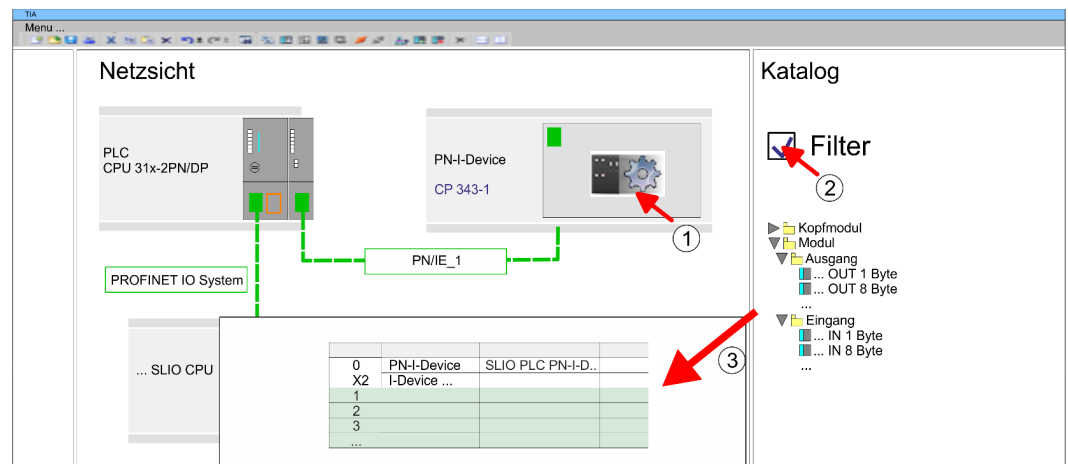 TIA
Menu ...
Netzsicht
Katalog
PLC
CPU 31x-2PN/DP
PN-I-Device
CP 343-1
Filter
2
1
Kopfmodul
Modul
Ausgang
... OUT 1 Byte
... OUT 8 Byte
...
Eingang
... IN 1 Byte
... IN 8 Byte
...
PN/IE_1
PROFINET IO System
... SLIO CPU
3
0 PN-I-Device SLIO PLC PN-I-D..
X2 I-Device ...
1
2
3
...